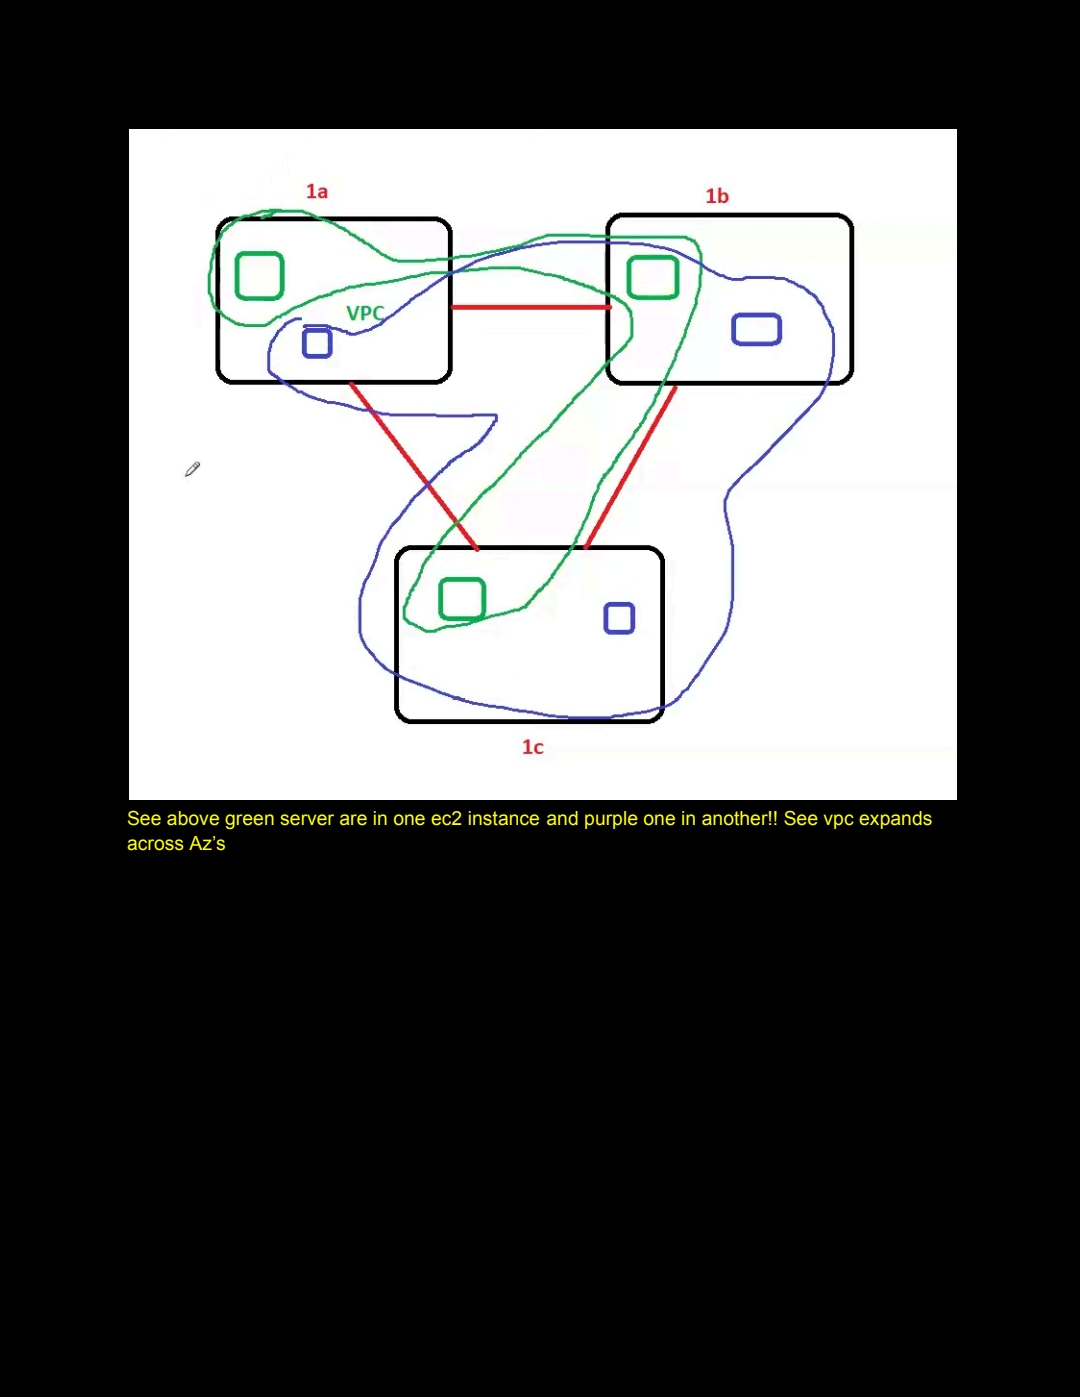 1a
1b
VPC
1c
See above green server are in one ec2 instance and purple one in another!! See vpc expands
across Az’s